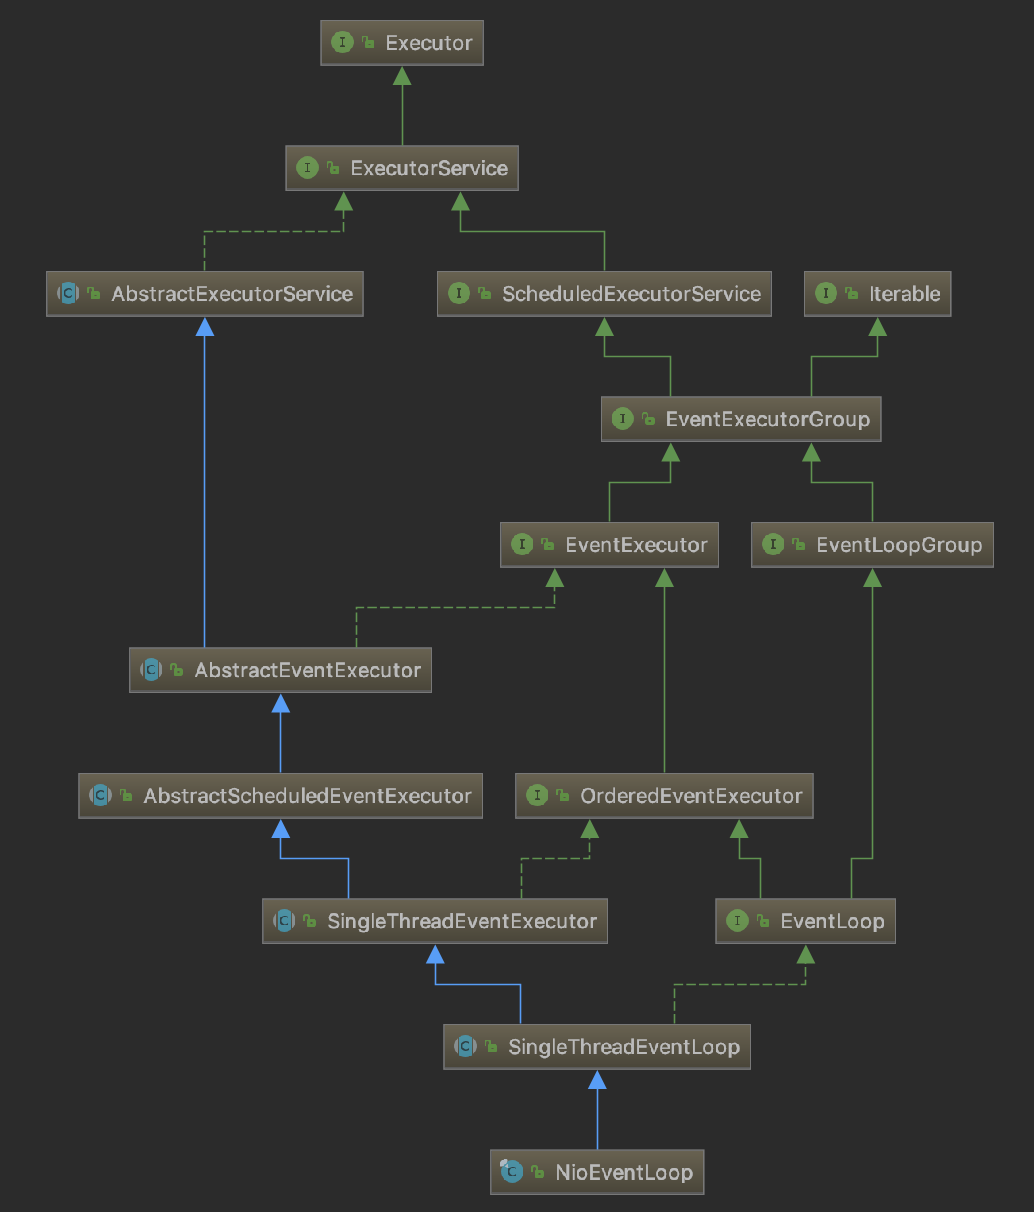 I Executor
I ExecutorService
C AbstractExecutorService
I ScheduledExecutorService
I Iterable
I EventExecutorGroup
I EventExecutor
I EventLoopGroup
C AbstractEventExecutor
C AbstractScheduledEventExecutor
I OrderedEventExecutor
C SingleThreadEventExecutor
I EventLoop
C SingleThreadEventLoop
C NioEventLoop